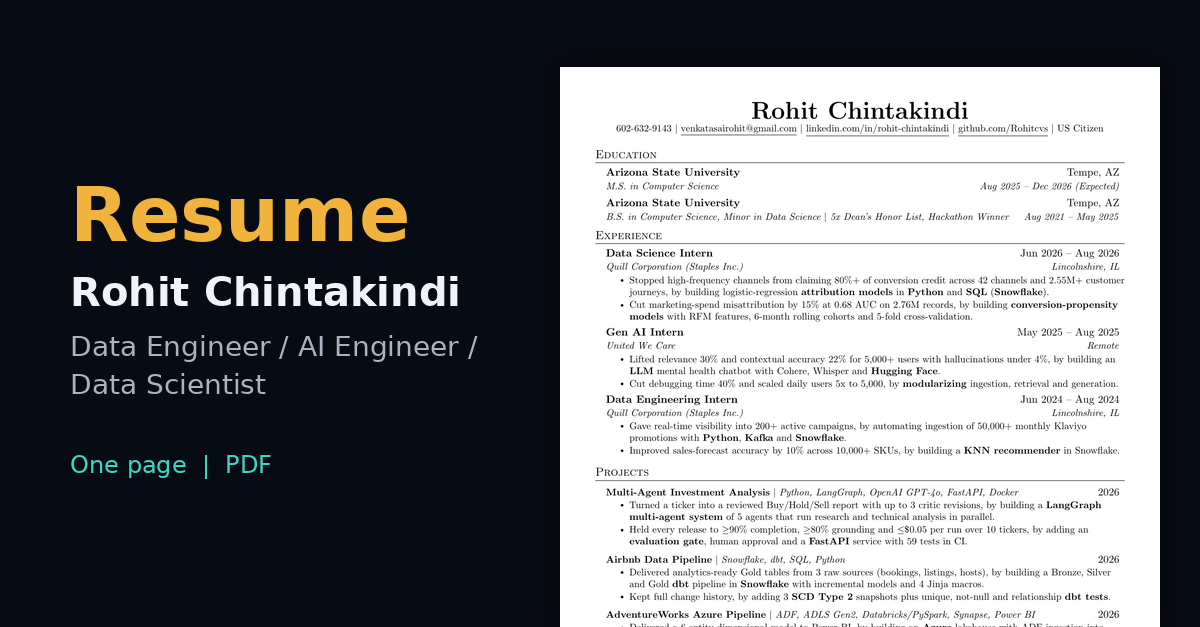 Resume
Rohit Chintakindi
Data Engineer / AI Engineer /
Data Scientist
One page | PDF
Rohit Chintakindi
602-632-9143 | venkatasairohit@gmail.com | linkedin.com/in/rohit-chintakindi | github.com/Rohitcvs | US Citizen
Education
Arizona State University Tempe, AZ
M.S. in Computer Science Aug 2025 – Dec 2026 (Expected)
Arizona State University Tempe, AZ
B.S. in Computer Science, Minor in Data Science | 5x Dean's Honor List, Hackathon Winner Aug 2021 – May 2025
Experience
Data Science Intern Jun 2026 – Aug 2026
Quill Corporation (Staples Inc.) Lincolnshire, IL
• Stopped high-frequency channels from claiming 80%+ of conversion credit across 42 channels and 2.55M+ customer
journeys, by building logistic-regression attribution models in Python and SQL (Snowflake).
• Cut marketing-spend misattribution by 15% at 0.68 AUC on 2.76M records, by building conversion-propensity
models with RFM features, 6-month rolling cohorts and 5-fold cross-validation.
Gen AI Intern May 2025 – Aug 2025
United We Care Remote
• Lifted relevance 30% and contextual accuracy 22% for 5,000+ users with hallucinations under 4%, by building an
LLM mental health chatbot with Cohere, Whisper and Hugging Face.
• Cut debugging time 40% and scaled daily users 5x to 5,000, by modularizing ingestion, retrieval and generation.
Data Engineering Intern Jun 2024 – Aug 2024
Quill Corporation (Staples Inc.) Lincolnshire, IL
• Gave real-time visibility into 200+ active campaigns, by automating ingestion of 50,000+ monthly Klaviyo
promotions with Python, Kafka and Snowflake.
• Improved sales-forecast accuracy by 10% across 10,000+ SKUs, by building a KNN recommender in Snowflake.
Projects
Multi-Agent Investment Analysis | Python, LangGraph, OpenAI GPT-4o, FastAPI, Docker 2026
• Turned a ticker into a reviewed Buy/Hold/Sell report with up to 3 critic revisions, by building a LangGraph
multi-agent system of 5 agents that run research and technical analysis in parallel.
• Held every release to ≥90% completion, ≥80% grounding and ≤$0.05 per run over 10 tickers, by adding an
evaluation gate, human approval and a FastAPI service with 59 tests in CI.
Airbnb Data Pipeline | Snowflake, dbt, SQL, Python 2026
• Delivered analytics-ready Gold tables from 3 raw sources (bookings, listings, hosts), by building a Bronze, Silver
and Gold dbt pipeline in Snowflake with incremental models and 4 Jinja macros.
• Kept full change history, by adding 3 SCD Type 2 snapshots plus unique, not-null and relationship dbt tests.
AdventureWorks Azure Pipeline | ADF, ADLS Gen2, Databricks/PySpark, Synapse, Power BI 2026